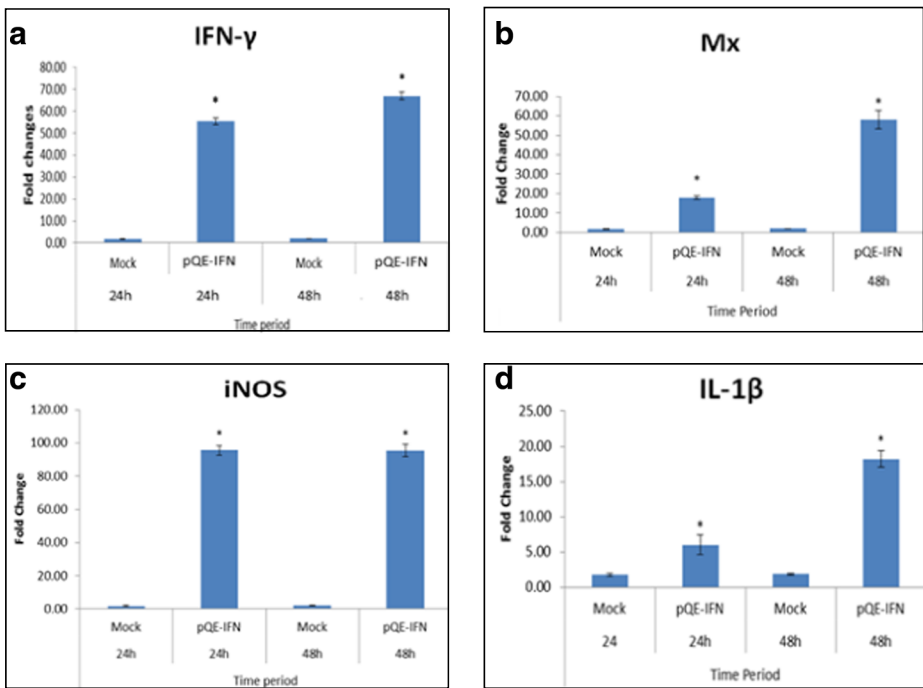 a
IFN-γ
Fold changes
80.00
70.00
60.00
50.00
40.00
30.00
20.00
10.00
0.00
*
*
Mock pQE-IFN Mock pQE-IFN
24h 24h 48h 48h
Time period
b
Mx
Fold Change
70.00
60.00
50.00
40.00
30.00
20.00
10.00
0.00
*
*
Mock pQE-IFN Mock pQE-IFN
24h 24h 48h 48h
Time Period
c
iNOS
Fold Change
120.00
100.00
80.00
60.00
40.00
20.00
0.00
*
*
Mock pQE-IFN Mock pQE-IFN
24h 24h 48h 48h
Time period
d
IL-1β
Fold Change
25.00
20.00
15.00
10.00
5.00
0.00
*
*
Mock pQE-IFN Mock pQE-IFN
24 24h 48h 48h
Time Period